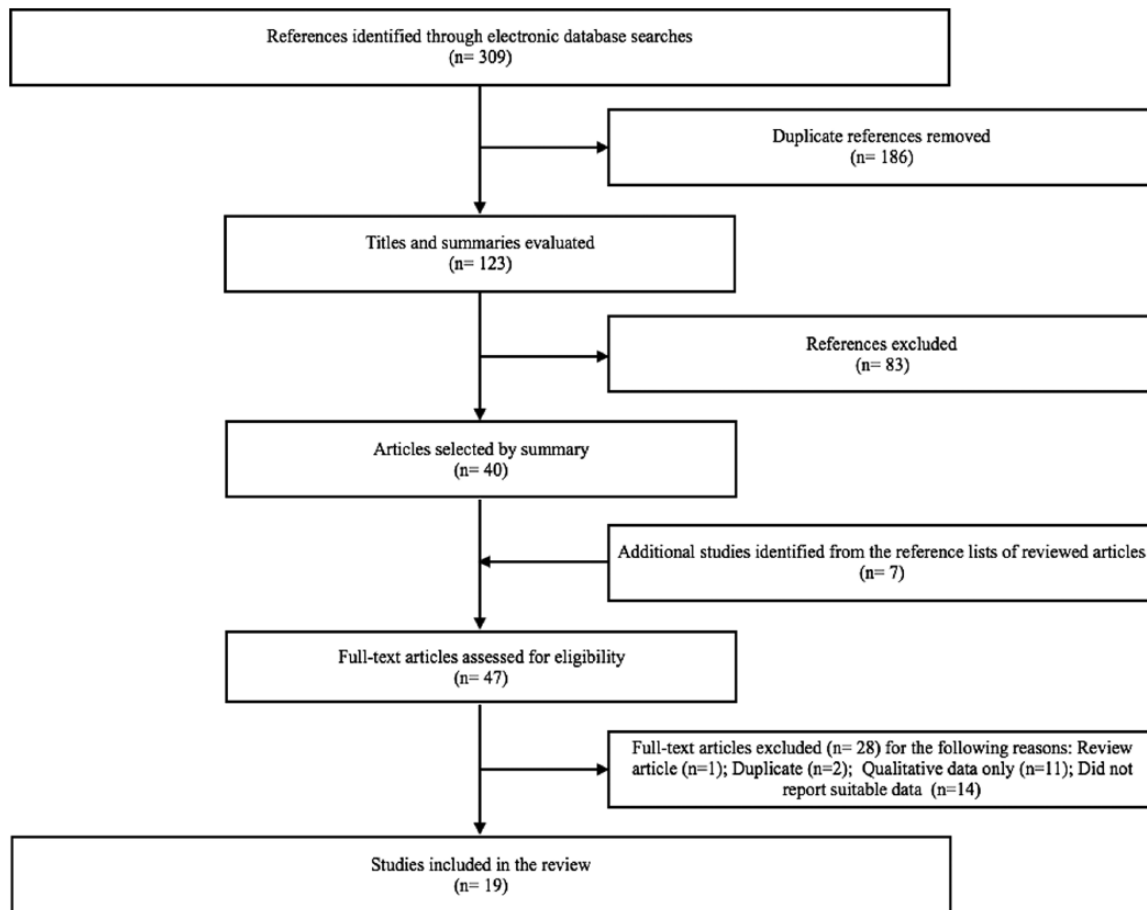 References identified through electronic database searches
(n= 309)
Duplicate references removed
(n= 186)
Titles and summaries evaluated
(n= 123)
References excluded
(n= 83)
Articles selected by summary
(n= 40)
Additional studies identified from the reference lists of reviewed articles
(n= 7)
Full-text articles assessed for eligibility
(n= 47)
Full-text articles excluded (n= 28) for the following reasons: Review
article (n=1); Duplicate (n=2);  Qualitative data only (n=11); Did not
report suitable data  (n=14)
Studies included in the review
(n= 19)